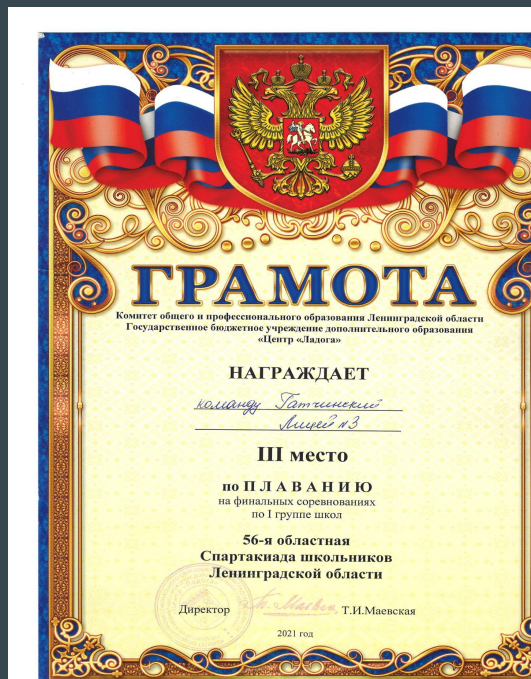 ГРАМОТА
Комитет общего и профессионального образования Ленинградской области
Государственное бюджетное учреждение дополнительного образования
«Центр «Ладога»
НАГРАЖДАЕТ
команду Гатчинский
Лицей №3
III место
по П Л А В А Н И Ю
на финальных соревнованиях
по I группе школ
56-я областная
Спартакиада школьников
Ленинградской области
Директор Т.И.Маевская
2021 год